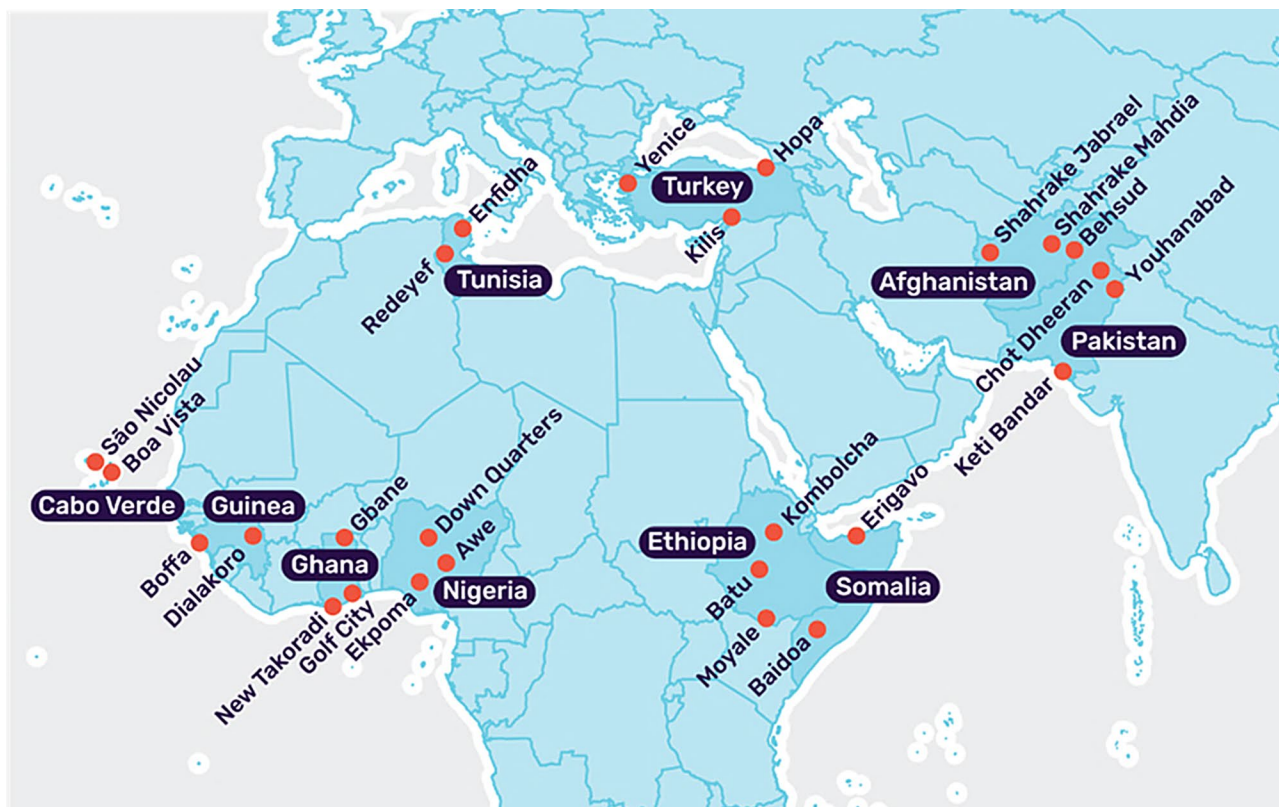 Yenice
Hopa
Turkey
Kilis
Enfidha
Redeyef
Tunisia
Shahrake Jabrael
Shahrake Mahdia
Behsud
Youhanabad
Afghanistan
Chot Dheeran
Pakistan
Keti Bandar
São Nicolau
Boa Vista
Cabo Verde
Guinea
Boffa
Dialakoro
Gbane
Ghana
New Takoradi
Golf City
Down Quarters
Awe
Ekpoma
Nigeria
Kombolcha
Ethiopia
Batu
Moyale
Erigavo
Somalia
Baidoa